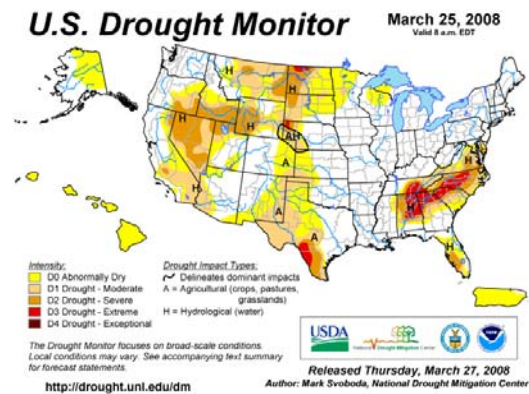 U.S. Drought Monitor
March 25, 2008
Valid 8 a.m. EDT
H
H
H
H
H
AH
A
H
A
A
H
H
H
Intensity:
D0 Abnormally Dry
D1 Drought - Moderate
D2 Drought - Severe
D3 Drought - Extreme
D4 Drought - Exceptional
Drought Impact Types:
Delineates dominant impacts
A = Agricultural (crops, pastures,
grasslands)
H = Hydrological (water)
The Drought Monitor focuses on broad-scale conditions.
Local conditions may vary. See accompanying text summary
for forecast statements.
http://drought.unl.edu/dm
USDA
National Drought Mitigation Center
Released Thursday, March 27, 2008
Author: Mark Svoboda, National Drought Mitigation Center